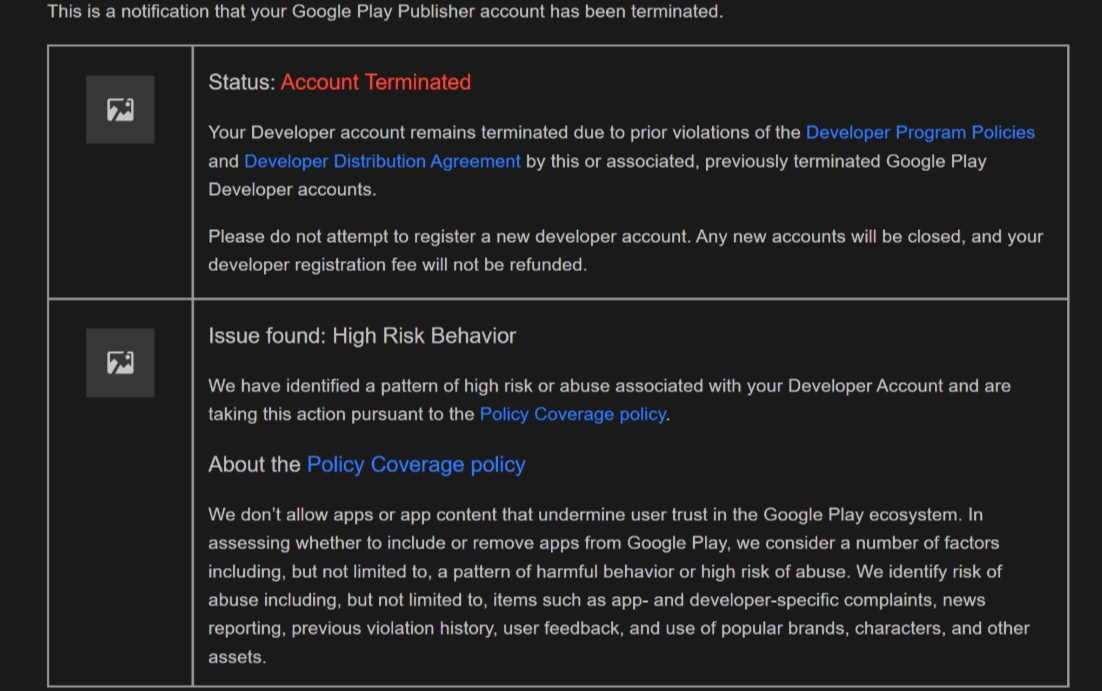 This is a notification that your Google Play Publisher account has been terminated.
Status: Account Terminated
Your Developer account remains terminated due to prior violations of the Developer Program Policies
and Developer Distribution Agreement by this or associated, previously terminated Google Play
Developer accounts.
Please do not attempt to register a new developer account. Any new accounts will be closed, and your
developer registration fee will not be refunded.
Issue found: High Risk Behavior
We have identified a pattern of high risk or abuse associated with your Developer Account and are
taking this action pursuant to the Policy Coverage policy.
About the Policy Coverage policy
We don’t allow apps or app content that undermine user trust in the Google Play ecosystem. In
assessing whether to include or remove apps from Google Play, we consider a number of factors
including, but not limited to, a pattern of harmful behavior or high risk of abuse. We identify risk of
abuse including, but not limited to, items such as app- and developer-specific complaints, news
reporting, previous violation history, user feedback, and use of popular brands, characters, and other
assets.